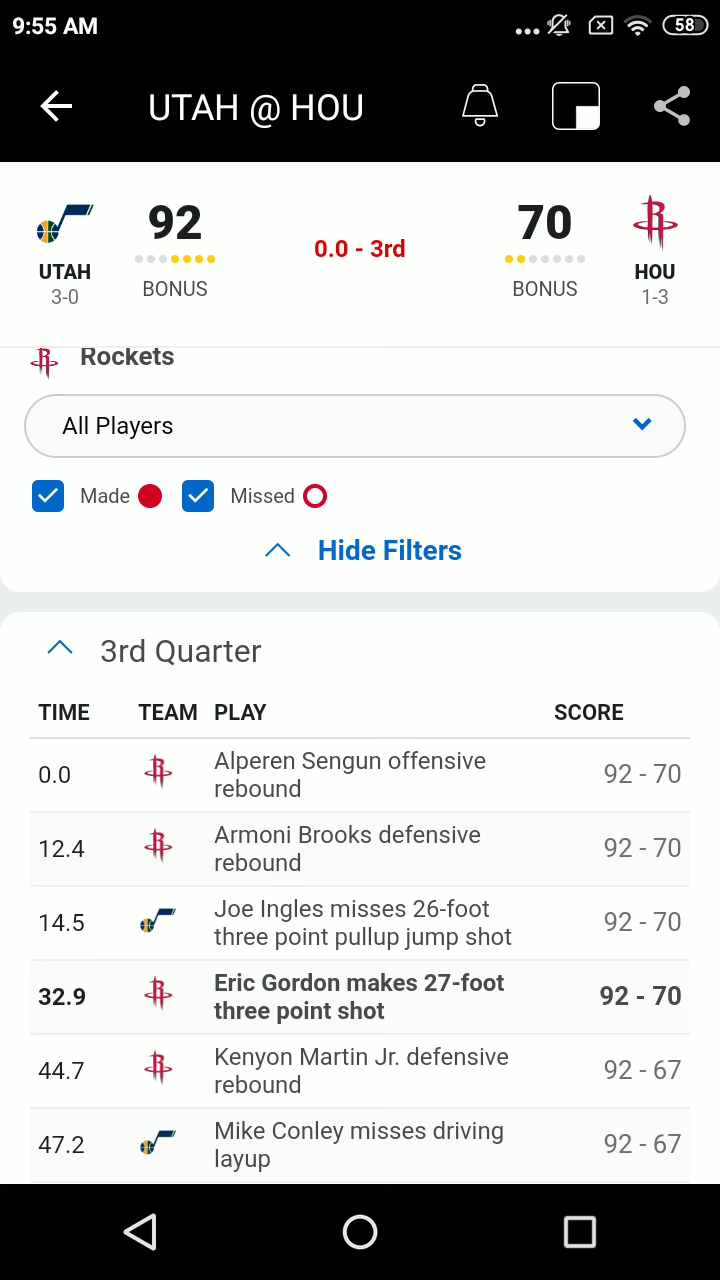 9:55 AM
58
UTAH @ HOU
92
70
0.0 - 3rd
UTAH
HOU
3-0
BONUS
BONUS
1-3
Rockets
All Players
Made
Missed
Hide Filters
3rd Quarter
TIME TEAM PLAY SCORE
0.0 Alperen Sengun offensive rebound 92 - 70
12.4 Armoni Brooks defensive rebound 92 - 70
14.5 Joe Ingles misses 26-foot three point pullup jump shot 92 - 70
32.9 Eric Gordon makes 27-foot three point shot 92 - 70
44.7 Kenyon Martin Jr. defensive rebound 92 - 67
47.2 Mike Conley misses driving layup 92 - 67